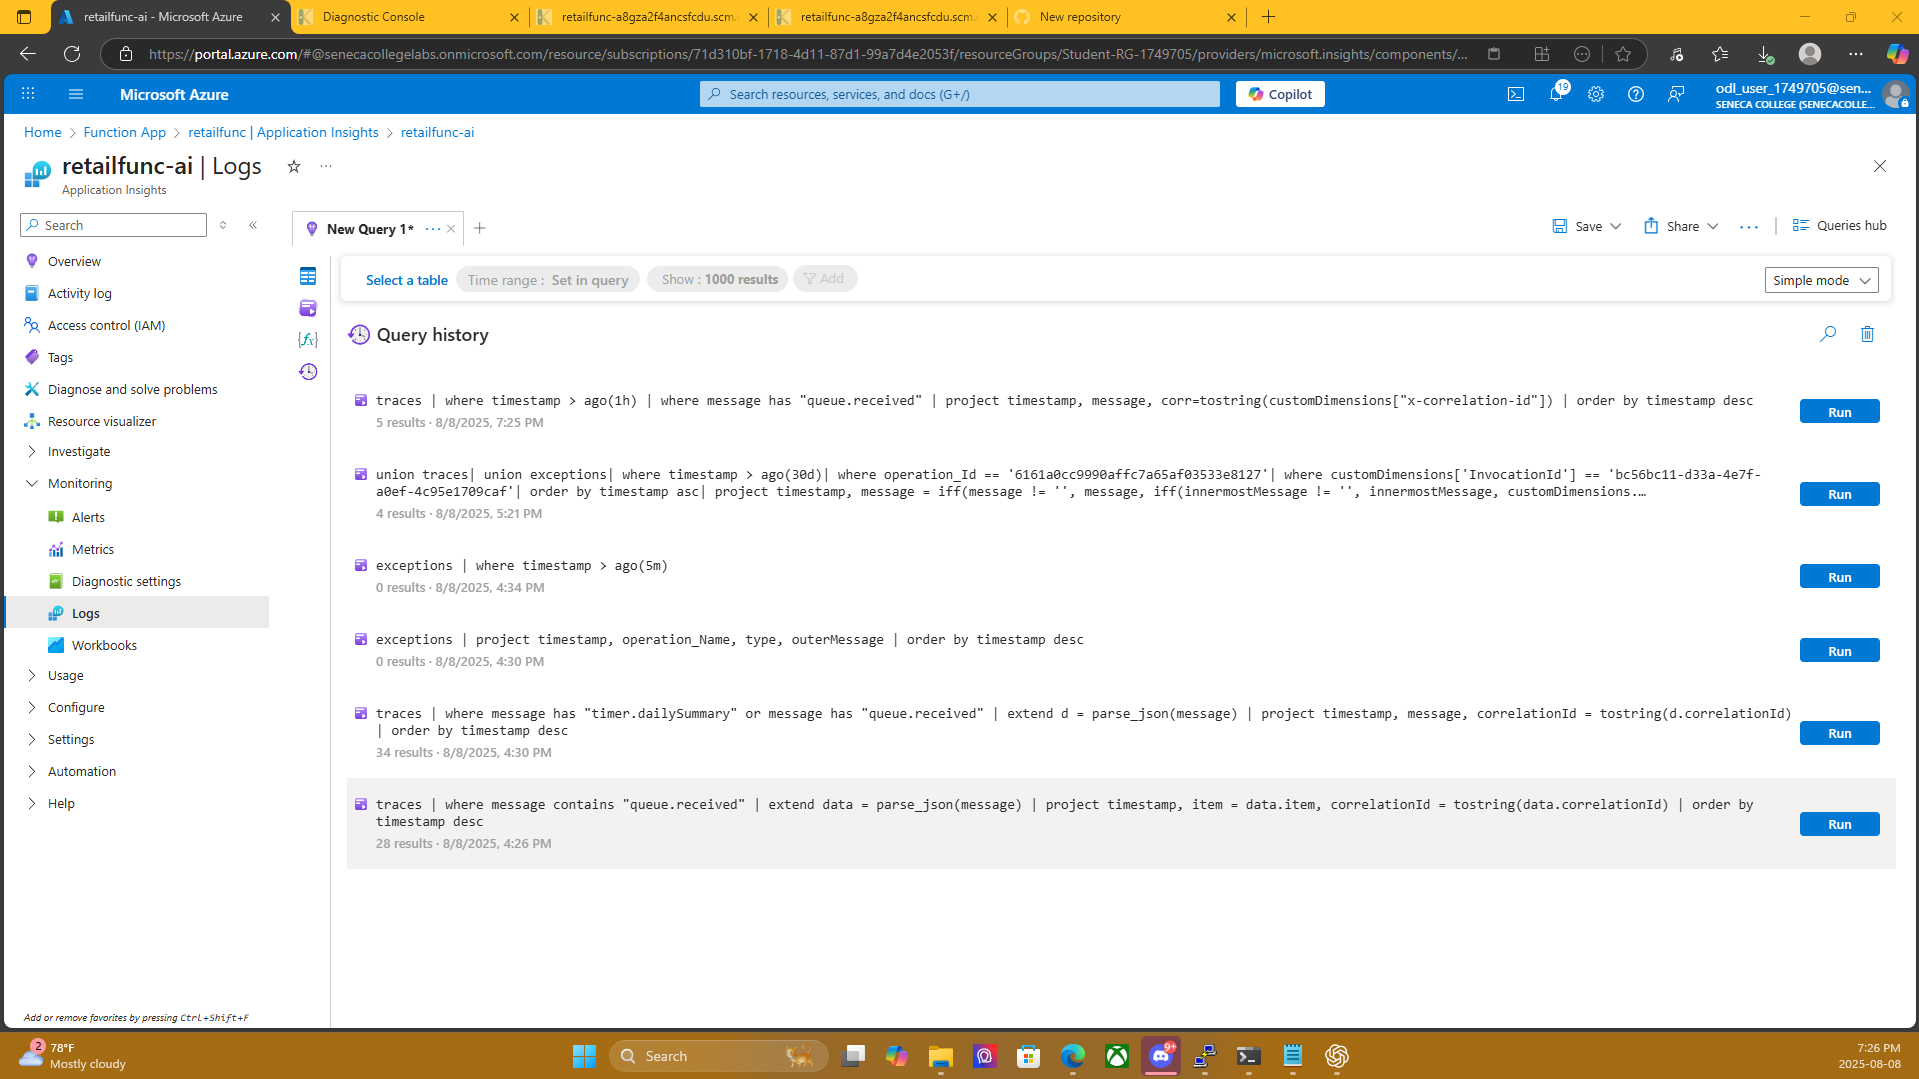 retailfunc-ai - Microsoft Azure
Diagnostic Console
retailfunc-a8gza2f4ancsfcdu.scm.
retailfunc-a8gza2f4ancsfcdu.scm.
New repository
https://portal.azure.com/#@senecacollegelabs.onmicrosoft.com/resource/subscriptions/71d310bf-1718-4d11-87d1-99a7d4e2053f/resourceGroups/Student-RG-1749705/providers/microsoft.insights/components/...
Microsoft Azure
Search resources, services, and docs (G+/)
Copilot
19
odl_user_1749705@sen...
SENECA COLLEGE (SENECACOLLE...
Home > Function App > retailfunc | Application Insights > retailfunc-ai
retailfunc-ai | Logs
Application Insights
Search
Overview
Activity log
Access control (IAM)
Tags
Diagnose and solve problems
Resource visualizer
Investigate
Monitoring
Alerts
Metrics
Diagnostic settings
Logs
Workbooks
Usage
Configure
Settings
Automation
Help
Add or remove favorites by pressing Ctrl+Shift+F
New Query 1*
Save
Share
Queries hub
Select a table
Time range : Set in query
Show : 1000 results
Add
Simple mode
{fx}
Query history
traces | where timestamp > ago(1h) | where message has "queue.received" | project timestamp, message, corr=tostring(customDimensions["x-correlation-id"]) | order by timestamp desc
5 results · 8/8/2025, 7:25 PM
Run
union traces| union exceptions| where timestamp > ago(30d)| where operation_Id == '6161a0cc9990affc7a65af03533e8127'| where customDimensions['InvocationId'] == 'bc56bc11-d33a-4e7f-
a0ef-4c95e1709caf'| order by timestamp asc| project timestamp, message = iff(message != '', message, iff(innermostMessage != '', innermostMessage, customDimensions....
4 results · 8/8/2025, 5:21 PM
Run
exceptions | where timestamp > ago(5m)
0 results · 8/8/2025, 4:34 PM
Run
exceptions | project timestamp, operation_Name, type, outerMessage | order by timestamp desc
0 results · 8/8/2025, 4:30 PM
Run
traces | where message has "timer.dailySummary" or message has "queue.received" | extend d = parse_json(message) | project timestamp, message, correlationId = tostring(d.correlationId)
| order by timestamp desc
34 results · 8/8/2025, 4:30 PM
Run
traces | where message contains "queue.received" | extend data = parse_json(message) | project timestamp, item = data.item, correlationId = tostring(data.correlationId) | order by
timestamp desc
28 results · 8/8/2025, 4:26 PM
Run
2
78°F
Mostly cloudy
Search
9+
7:26 PM
2025-08-08